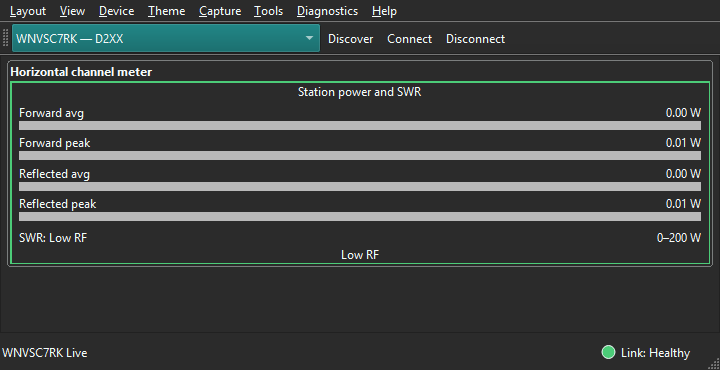 Layout View Device Theme Capture Tools Diagnostics Help
WNVSC7RK — D2XX Discover Connect Disconnect
Horizontal channel meter
Station power and SWR
Forward avg 0.00 W
Forward peak 0.01 W
Reflected avg 0.00 W
Reflected peak 0.01 W
SWR: Low RF 0–200 W
Low RF
WNVSC7RK Live Link: Healthy